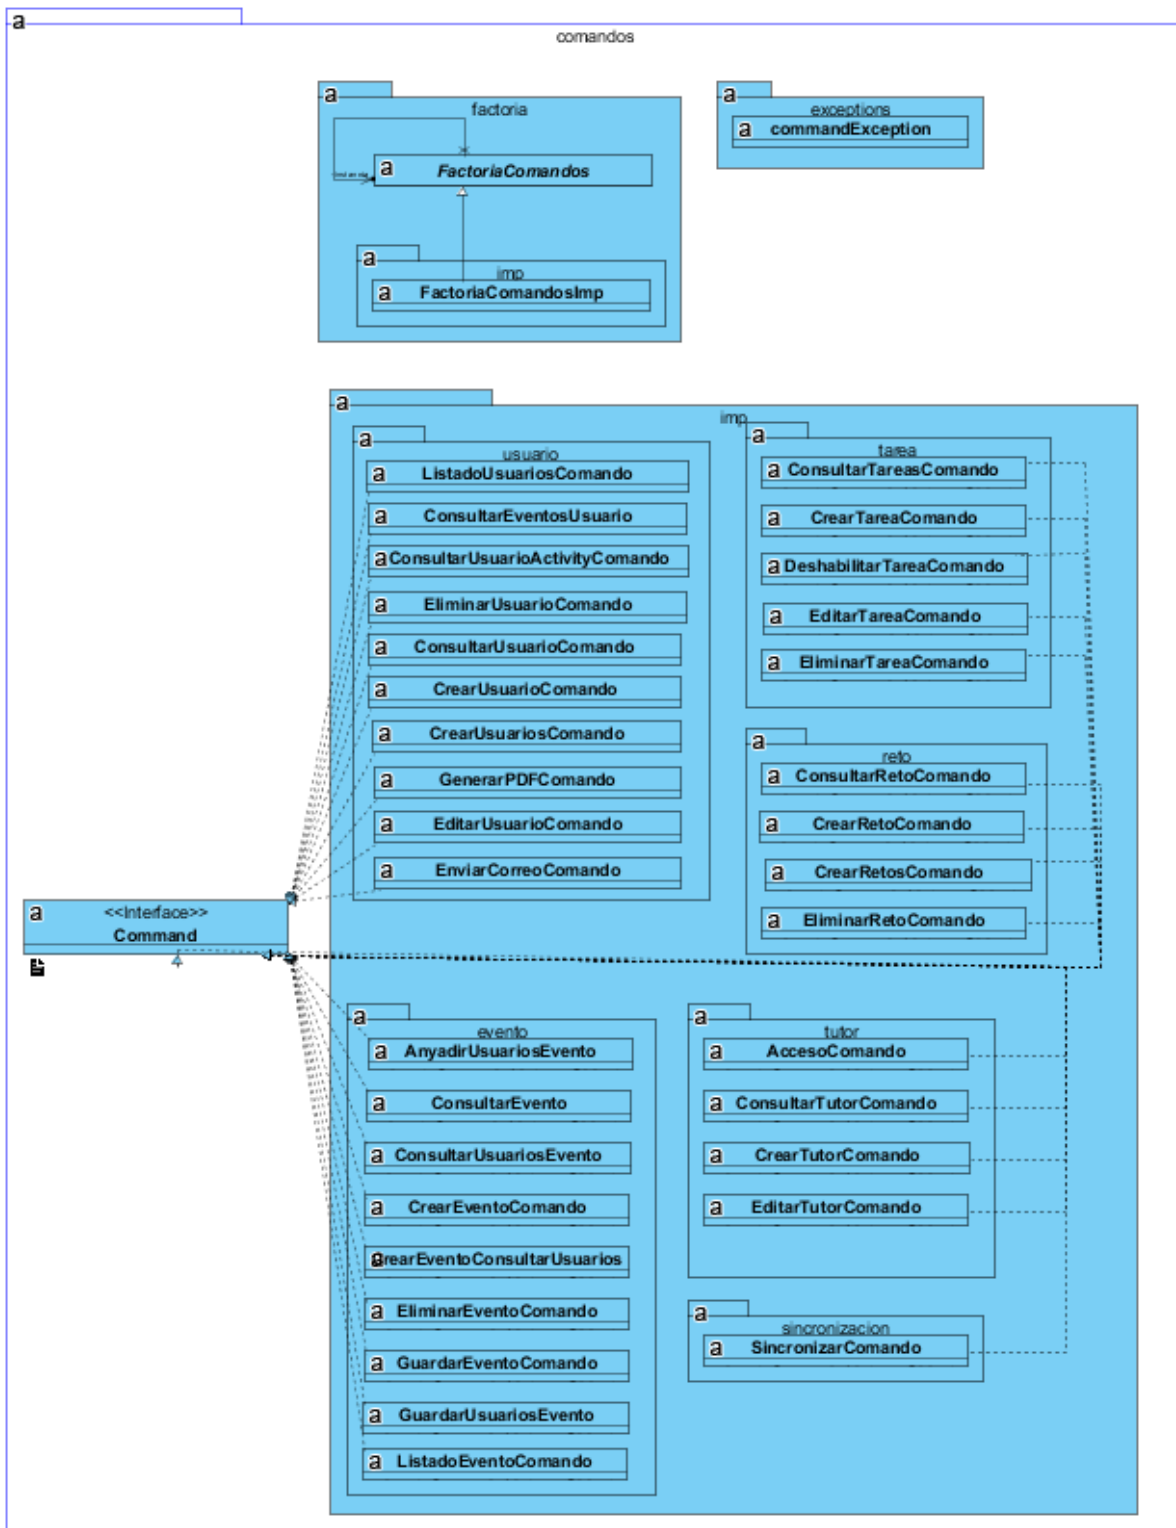 a
comandos
a
factoria
a
FactoriaComandos
a
imp
a
FactoriaComandosImp
a
exceptions
a
commandException
a
imp
a
usuario
a
ListadoUsuariosComando
a
ConsultarEventosUsuario
a
ConsultarUsuarioActivityComando
a
EliminarUsuarioComando
a
ConsultarUsuarioComando
a
CrearUsuarioComando
a
CrearUsuariosComando
a
GenerarPDFComando
a
EditarUsuarioComando
a
EnviarCorreoComando
a
tarea
a
ConsultarTareasComando
a
CrearTareaComando
a
DeshabilitarTareaComando
a
EditarTareaComando
a
EliminarTareaComando
a
reto
a
ConsultarRetoComando
a
CrearRetoComando
a
CrearRetosComando
a
EliminarRetoComando
a
<<Interface>>
Command
a
evento
a
AnyadirUsuariosEvento
a
ConsultarEvento
a
ConsultarUsuariosEvento
a
CrearEventoComando
a
CrearEventoConsultarUsuarios
a
EliminarEventoComando
a
GuardarEventoComando
a
GuardarUsuariosEvento
a
ListadoEventoComando
a
tutor
a
AccesoComando
a
ConsultarTutorComando
a
CrearTutorComando
a
EditarTutorComando
a
sincronizacion
a
SincronizarComando